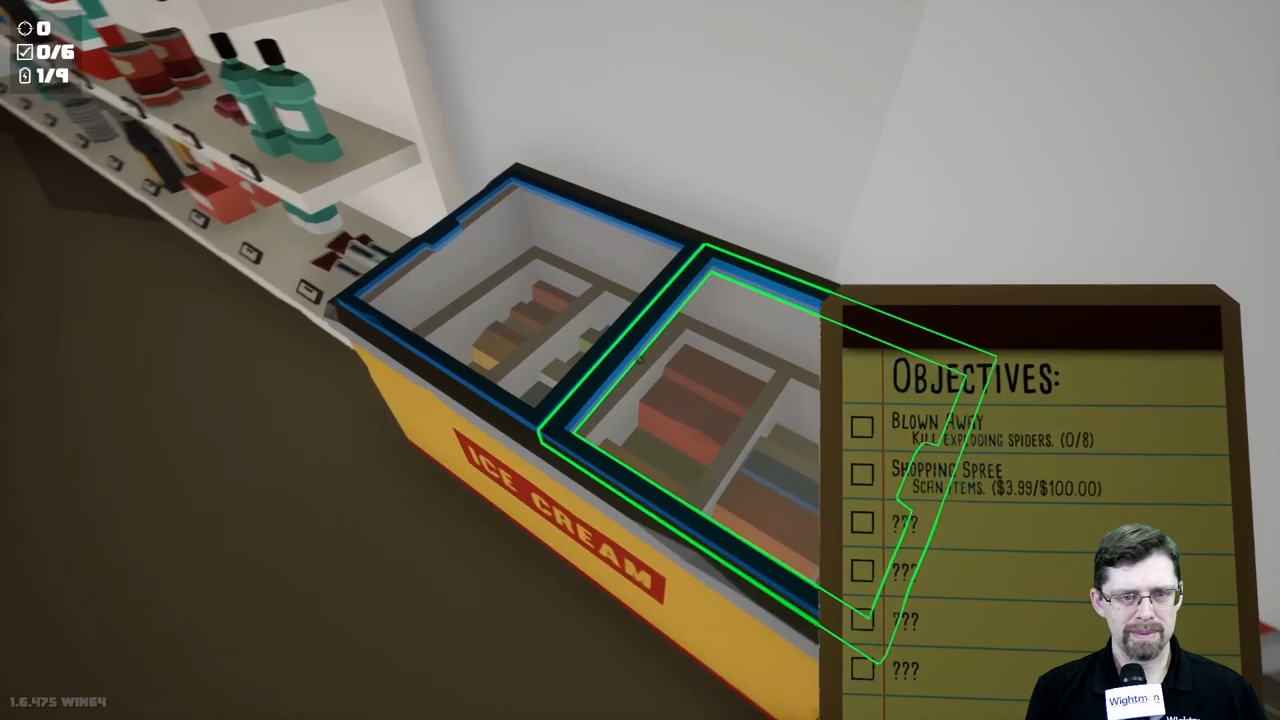 0
0/6
1/9
ICE CREAM
OBJECTIVES:
BLOWN AWAY
KILL EXPLODING SPIDERS. (0/8)
SHOPPING SPREE
SCAN ITEMS. ($3.99/$100.00)
???
???
???
???
Wightman
1.6.475 WIN64